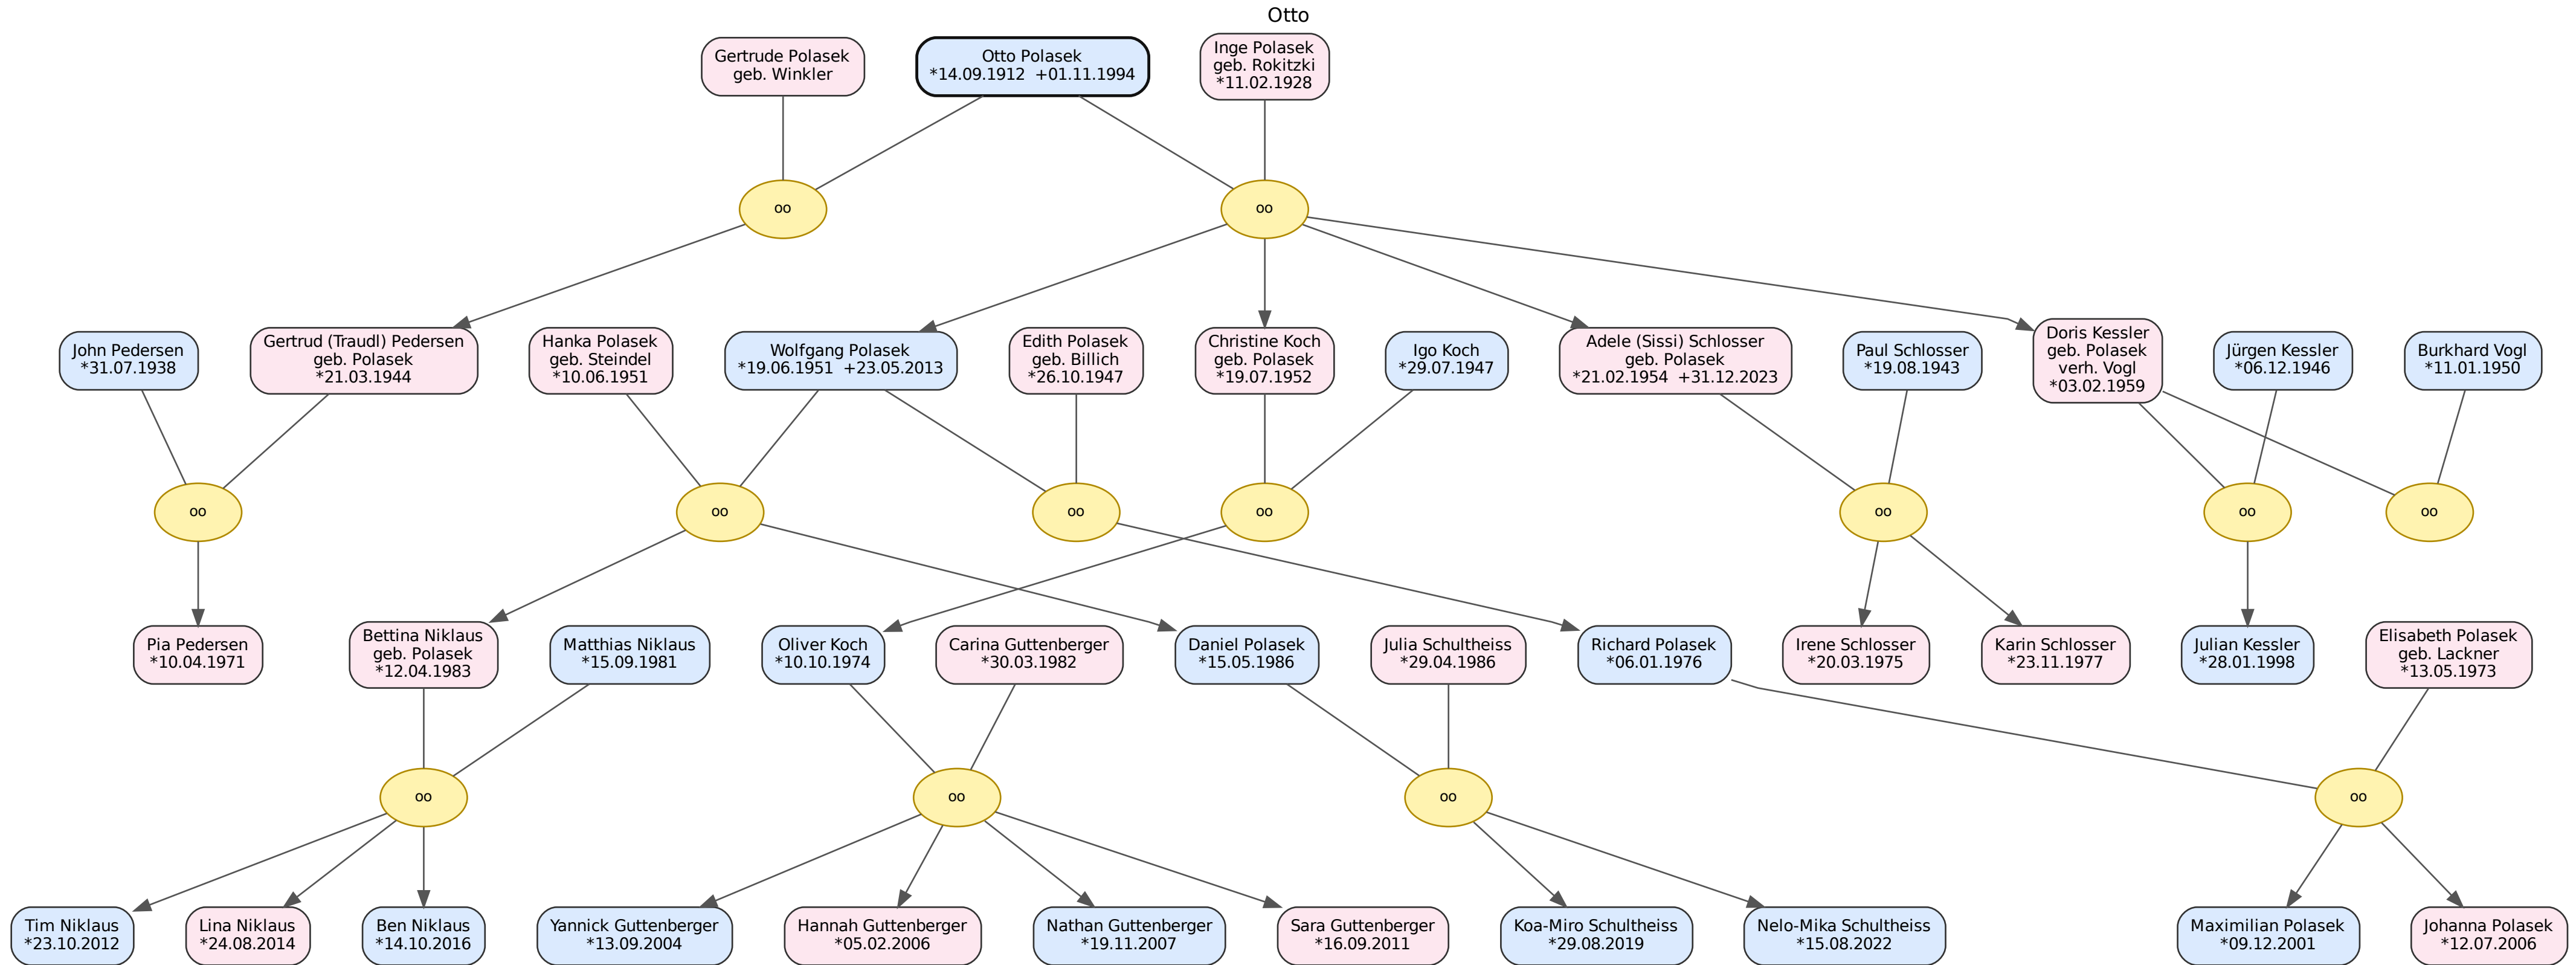 Otto
Gertrude Polasek
geb. Winkler
Otto Polasek
*14.09.1912  +01.11.1994
Inge Polasek
geb. Rokitzki
*11.02.1928
oo
oo
John Pedersen
*31.07.1938
Gertrud (Traudl) Pedersen
geb. Polasek
*21.03.1944
Hanka Polasek
geb. Steindel
*10.06.1951
Wolfgang Polasek
*19.06.1951  +23.05.2013
Edith Polasek
geb. Billich
*26.10.1947
Christine Koch
geb. Polasek
*19.07.1952
Igo Koch
*29.07.1947
Adele (Sissi) Schlosser
geb. Polasek
*21.02.1954  +31.12.2023
Paul Schlosser
*19.08.1943
Doris Kessler
geb. Polasek
verh. Vogl
*03.02.1959
Jürgen Kessler
*06.12.1946
Burkhard Vogl
*11.01.1950
oo
oo
oo
oo
oo
oo
oo
Pia Pedersen
*10.04.1971
Bettina Niklaus
geb. Polasek
*12.04.1983
Matthias Niklaus
*15.09.1981
Oliver Koch
*10.10.1974
Carina Guttenberger
*30.03.1982
Daniel Polasek
*15.05.1986
Julia Schultheiss
*29.04.1986
Richard Polasek
*06.01.1976
Irene Schlosser
*20.03.1975
Karin Schlosser
*23.11.1977
Julian Kessler
*28.01.1998
Elisabeth Polasek
geb. Lackner
*13.05.1973
oo
oo
oo
oo
Tim Niklaus
*23.10.2012
Lina Niklaus
*24.08.2014
Ben Niklaus
*14.10.2016
Yannick Guttenberger
*13.09.2004
Hannah Guttenberger
*05.02.2006
Nathan Guttenberger
*19.11.2007
Sara Guttenberger
*16.09.2011
Koa-Miro Schultheiss
*29.08.2019
Nelo-Mika Schultheiss
*15.08.2022
Maximilian Polasek
*09.12.2001
Johanna Polasek
*12.07.2006